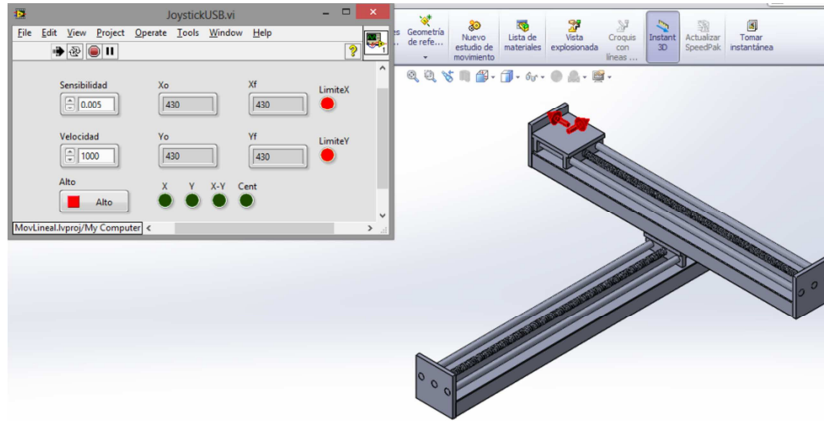 JoystickUSB.vi
File Edit View Project Operate Tools Window Help
1
Sensibilidad
0.005
Xo
430
Xf
430
LimiteX
Velocidad
1000
Yo
430
Yf
430
LimiteY
Alto
Alto
X Y X-Y Cent
MovLineal.lvproj/My Computer
es
...
Geometría
de refe...
Nuevo
estudio de
movimiento
Lista de
materiales
Vista
explosionada
Croquis
con
líneas ...
Instant
3D
Actualizar
SpeedPak
Tomar
instantánea